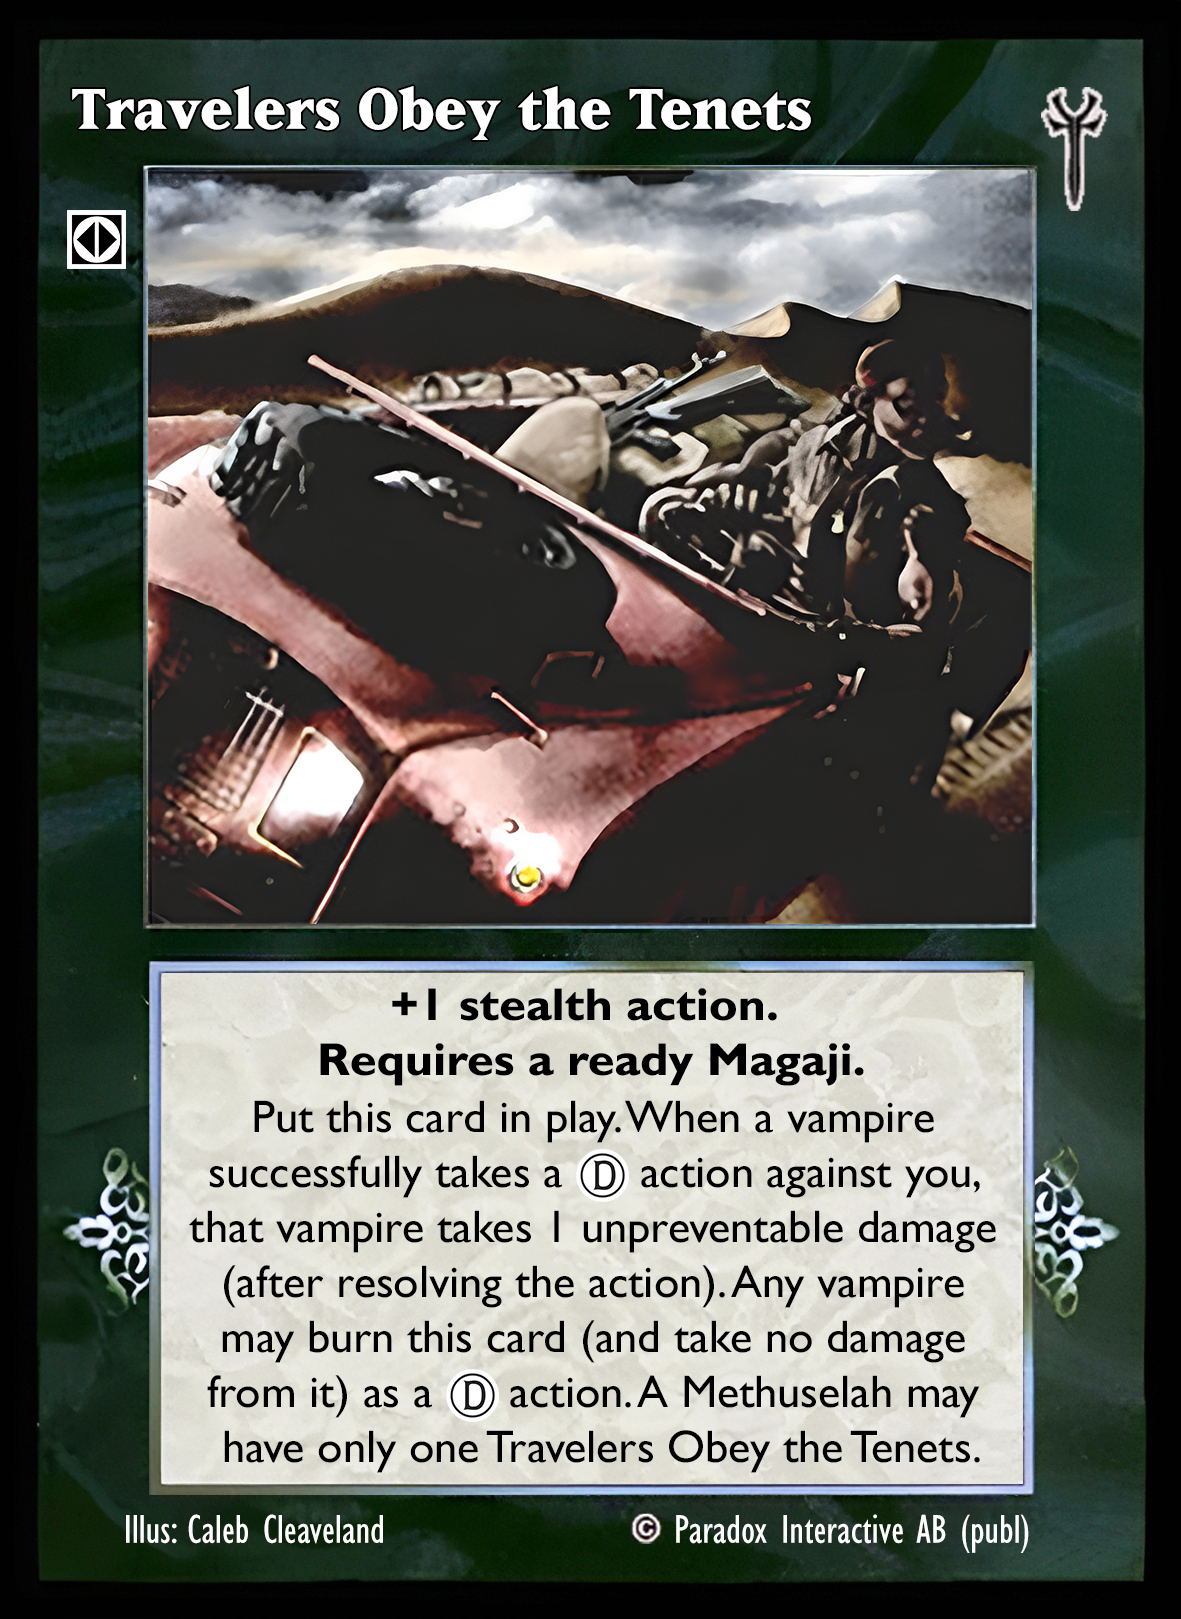 Travelers Obey the Tenets
+1 stealth action.
Requires a ready Magaji.
Put this card in play. When a vampire
successfully takes a Ⓓ action against you,
that vampire takes 1 unpreventable damage
(after resolving the action). Any vampire
may burn this card (and take no damage
from it) as a Ⓓ action. A Methuselah may
have only one Travelers Obey the Tenets.
Illus: Caleb Cleaveland
© Paradox Interactive AB (publ)